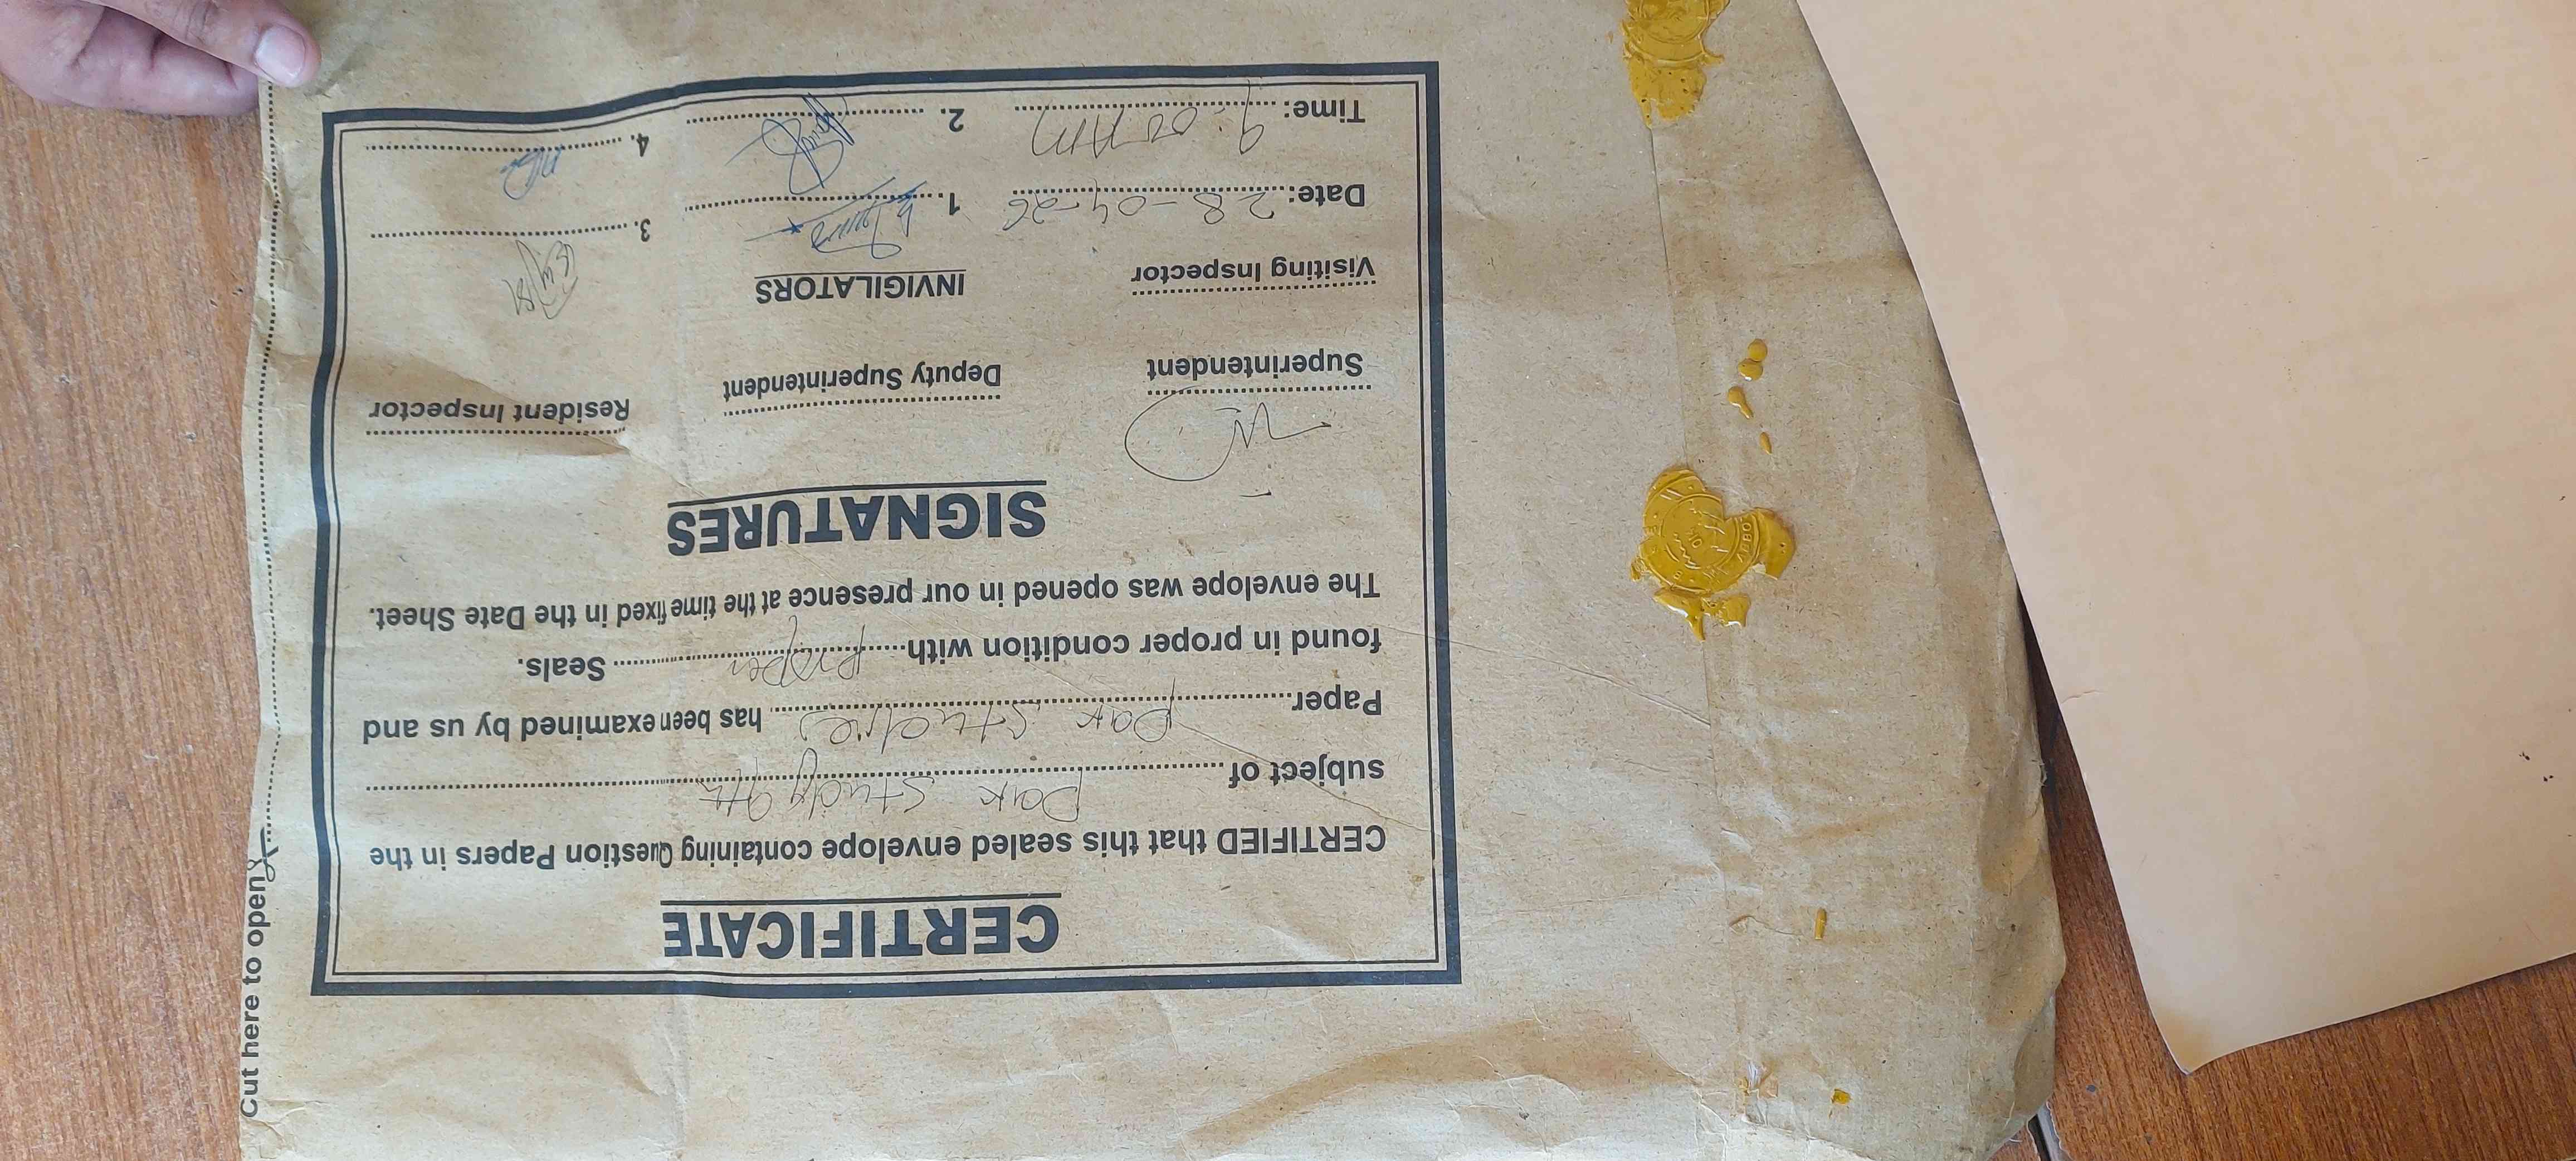 CERTIFICATE
CERTIFIED that this sealed envelope containing Question Papers in the
subject of Pak study 9th
Paper Pak studies has been examined by us and
found in proper condition with proper Seals.
The envelope was opened in our presence at the time fixed in the Date Sheet.
SIGNATURES
Superintendent Deputy Superintendent Resident Inspector
Visiting Inspector INVIGILATORS
Date: 28-04-26 1. 3.
Time: 9:00 AM 2. 4.
Cut here to open